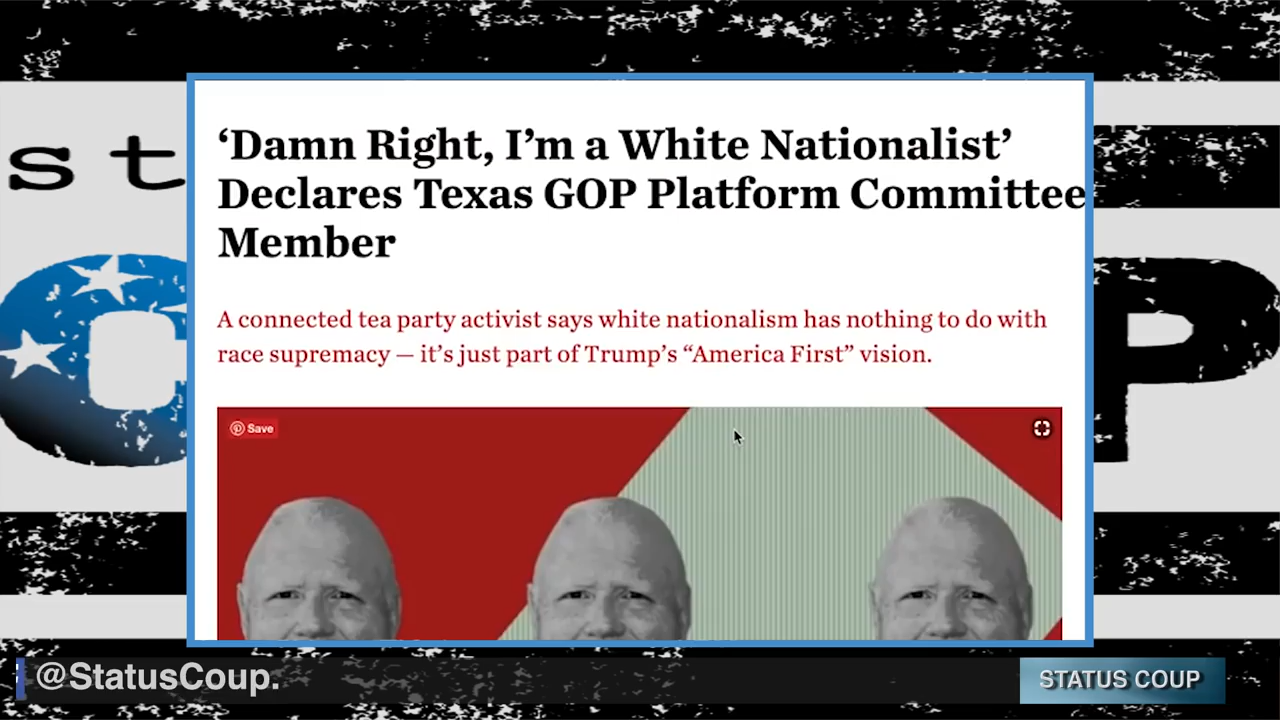 st
‘Damn Right, I’m a White Nationalist’
Declares Texas GOP Platform Committee
Member
A connected tea party activist says white nationalism has nothing to do with
race supremacy — it’s just part of Trump’s “America First” vision.
Save
C
P
@StatusCoup.
STATUS COUP